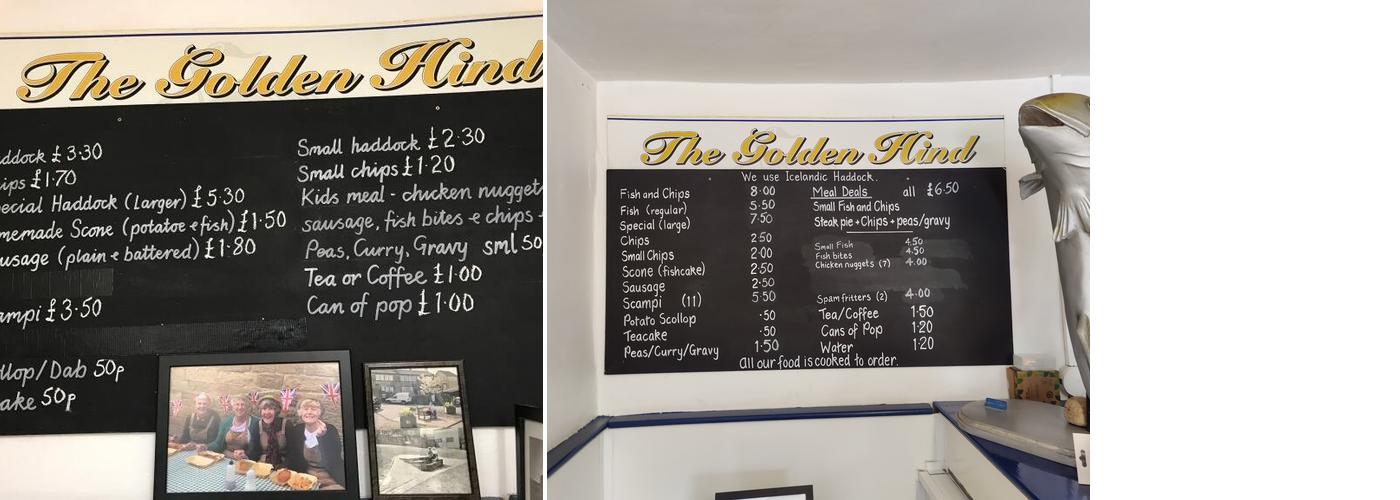 The Golden Hind
ddock £3·30
ips £1·70
ecial Haddock (Larger) £5·30
memade Scone (potatoe & fish) £1·50
usage (plain & battered) £1·80
ampi £3·50
llop/Dab 50p
ake 50p
Small haddock £2·30
Small chips £1·20
Kids meal - chicken nugget
sausage, fish bites & chips +
Peas, Curry, Gravy sml 50
Tea or Coffee £1·00
Can of pop £1·00
The Golden Hind
We use Icelandic Haddock.
Fish and Chips 8·00
Fish (regular) 5·50
Special (large) 7·50
Chips 2·50
Small Chips 2·00
Scone (fishcake) 2·50
Sausage 2·50
Scampi (11) 5·50
Potato Scollop ·50
Teacake ·50
Peas/Curry/Gravy 1·50
Meal Deals all £6·50
Small Fish and Chips
Steak pie + Chips + peas/gravy
Small Fish 4.50
Fish bites 4.50
Chicken nuggets (7) 4.00
Spam fritters (2) 4·00
Tea/Coffee 1·50
Cans of Pop 1·20
Water 1·20
All our food is cooked to order.